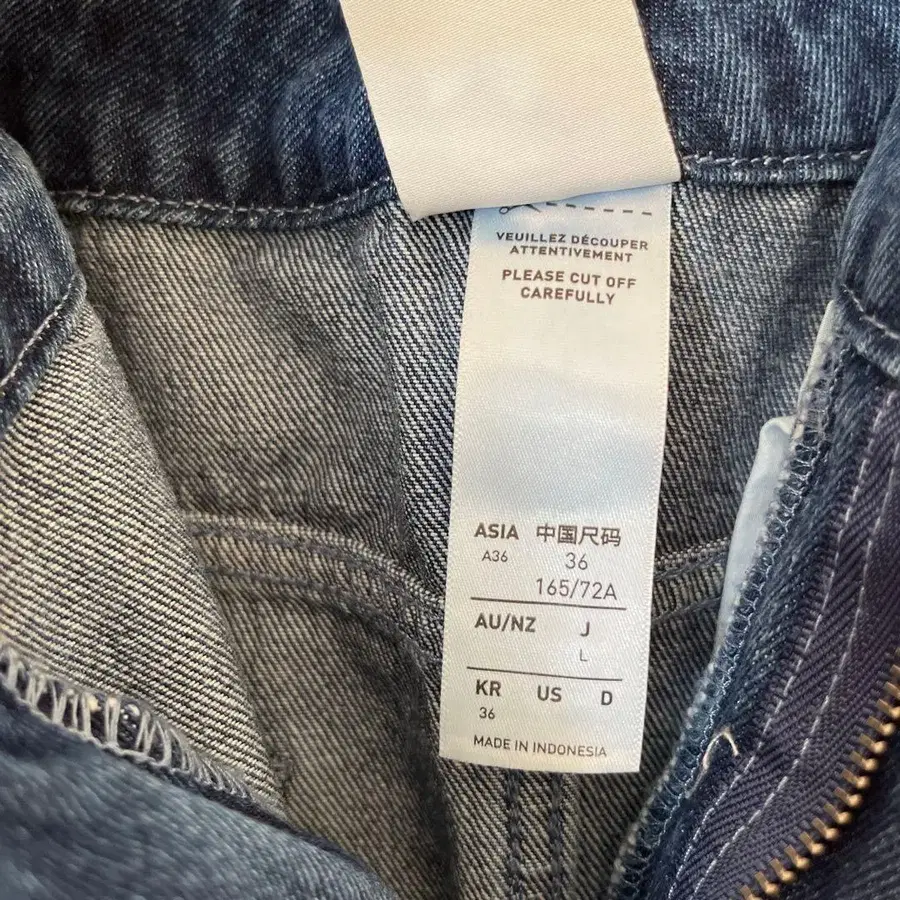 VEUILLEZ DÉCOUPER
ATTENTIVEMENT
PLEASE CUT OFF
CAREFULLY
ASIA 中国尺码
A36 36
165/72A
AU/NZ J
L
KR US D
36
MADE IN INDONESIA